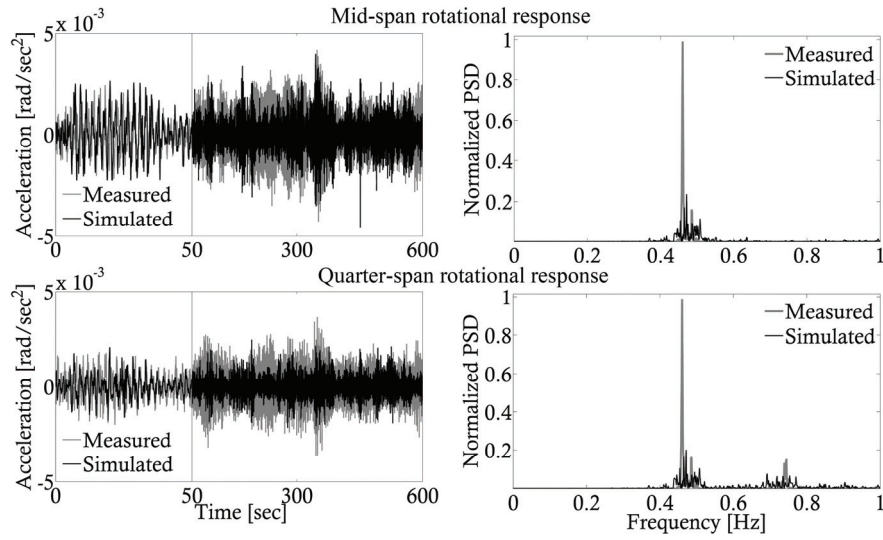 Mid-span rotational response
5 x 10⁻³
Acceleration [rad/sec²]
0
-5
Measured
Simulated
0
50
300
600
Normalized PSD
1
0.8
0.6
0.4
0.2
Measured
Simulated
0
0.2
0.4
0.6
0.8
1
Quarter-span rotational response
5 x 10⁻³
Acceleration [rad/sec²]
0
-5
Measured
Simulated
0
50
300
600
Time [sec]
Normalized PSD
1
0.8
0.6
0.4
0.2
Measured
Simulated
0
0.2
0.4
0.6
0.8
1
Frequency [Hz]